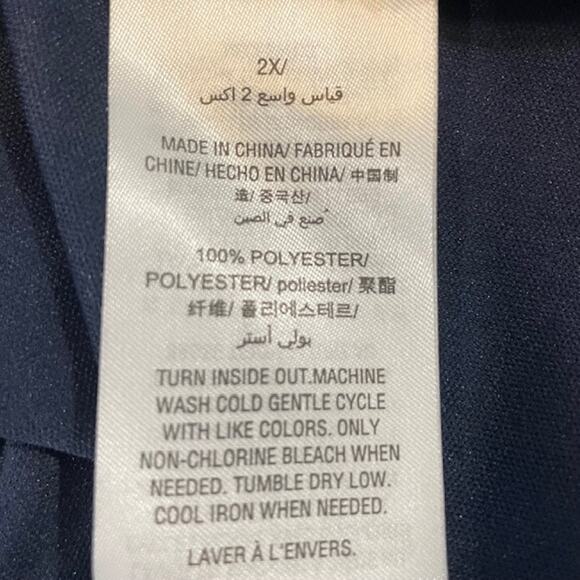 2X/
قياس واسع 2 اكس
MADE IN CHINA/ FABRIQUÉ EN
CHINE/ HECHO EN CHINA/ 中国制
造/ 중국산/
صنع في الصين
100% POLYESTER/
POLYESTER/ poliester/ 聚酯
纤维/ 폴리에스테르/
بولي أستر
TURN INSIDE OUT.MACHINE
WASH COLD GENTLE CYCLE
WITH LIKE COLORS. ONLY
NON-CHLORINE BLEACH WHEN
NEEDED. TUMBLE DRY LOW.
COOL IRON WHEN NEEDED.
LAVER À L'ENVERS.